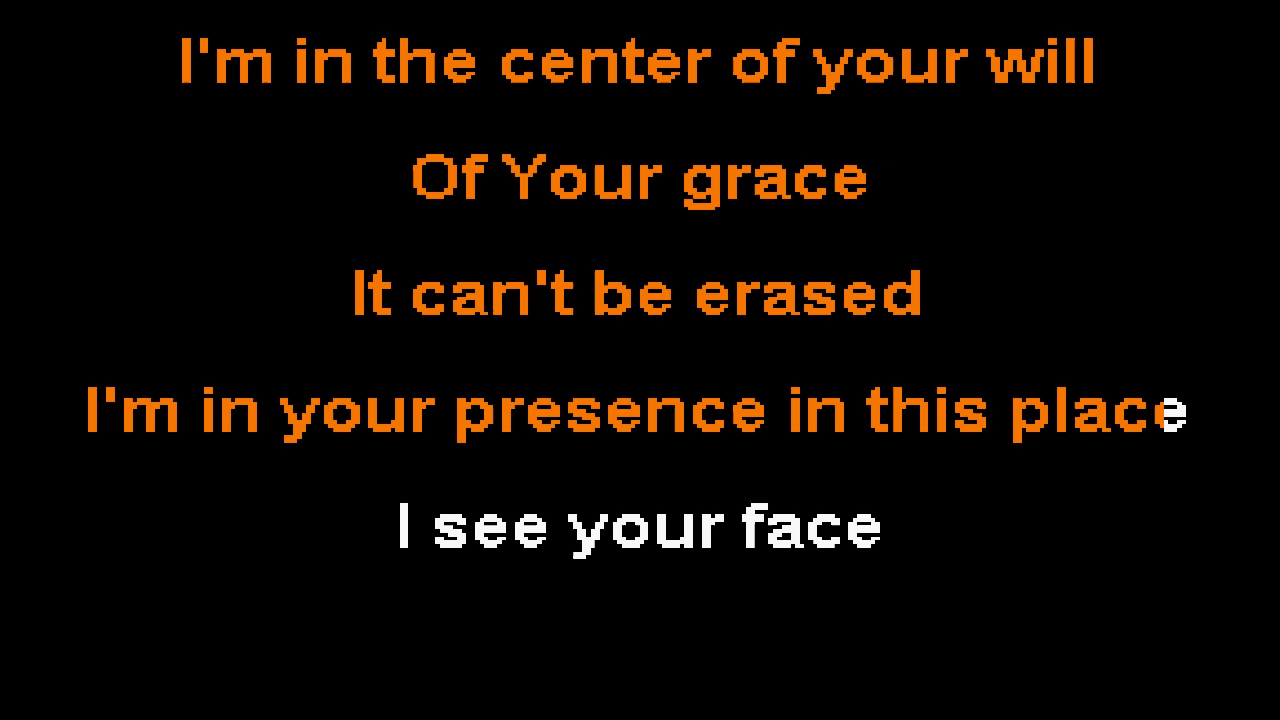 I'm in the center of your will
Of Your grace
It can't be erased
I'm in your presence in this place
I see your face